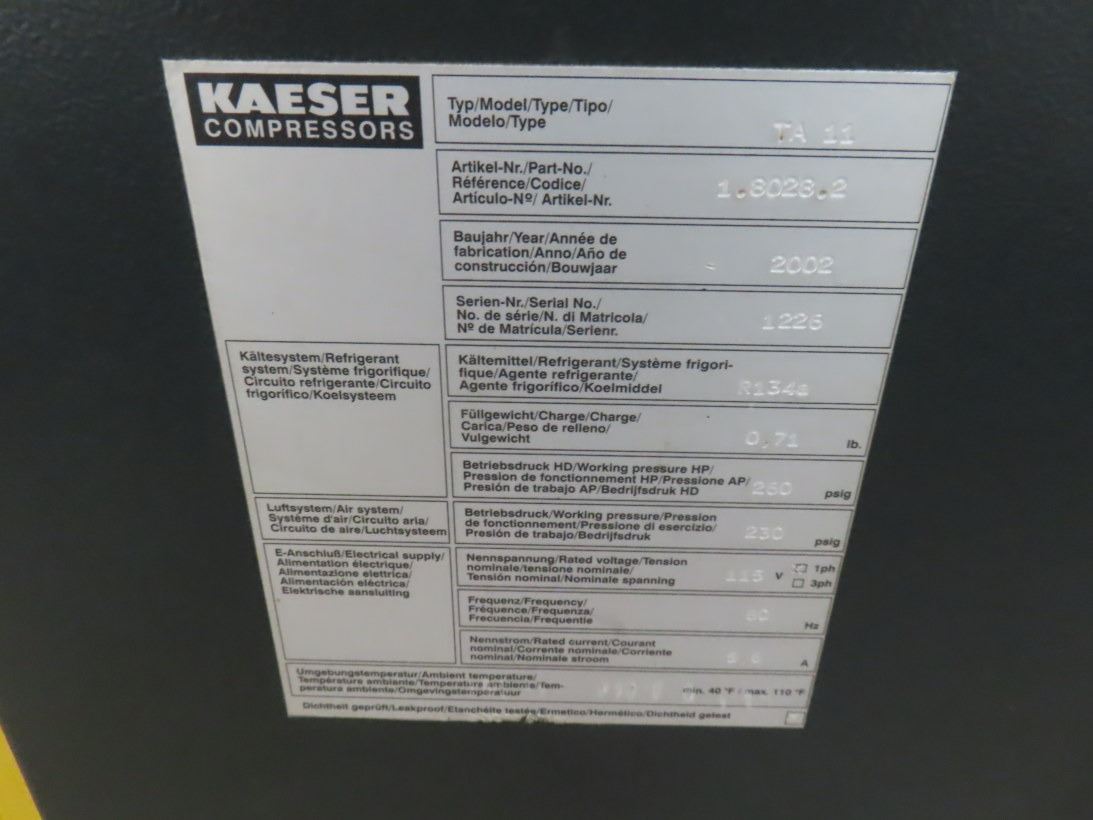 KAESER
COMPRESSORS
Typ/Model/Type/Tipo/
Modelo/Type
TA 11
Artikel-Nr./Part-No./
Référence/Codice/
Artículo-Nº/ Artikel-Nr.
1.8028.2
Baujahr/Year/Année de
fabrication/Anno/Año de
construcción/Bouwjaar
2002
Serien-Nr./Serial No./
No. de série/N. di Matricola/
Nº de Matrícula/Serienr.
1226
Kältesystem/Refrigerant
system/Système frigorifique/
Circuito refrigerante/Circuito
frigorífico/Koelsysteem
Kältemittel/Refrigerant/Système frigori-
fique/Agente refrigerante/
Agente frigorífico/Koelmiddel
R134a
Füllgewicht/Charge/Charge/
Carica/Peso de relleno/
Vulgewicht
0,71 lb.
Betriebsdruck HD/Working pressure HP/
Pression de fonctionnement HP/Pressione AP/
Presión de trabajo AP/Bedrijfsdruk HD
psig
Luftsystem/Air system/
Système d'air/Circuito aria/
Circuito de aire/Luchtsysteem
Betriebsdruck/Working pressure/Pression
de fonctionnement/Pressione di esercizio/
Presión de trabajo/Bedrijfsdruk
230 psig
E-Anschluß/Electrical supply/
Alimentation électrique/
Alimentazione elettrica/
Alimentación eléctrica/
Elektrische aansluiting
Nennspannung/Rated voltage/Tension
nominale/tensione nominale/
Tensión nominal/Nominale spanning
115 V
1ph
3ph
Frequenz/Frequency/
Fréquence/Frequenza/
Frecuencia/Frequentie
60 Hz
Nennstrom/Rated current/Courant
nominal/Corrente nominale/Corriente
nominal/Nominale stroom
A
Umgebungstemperatur/Ambient temperature/
Température ambiante/Temperatura ambiente/Tem-
peratura ambiente/Omgevingstemperatuur
min. 40 °F / max. 110 °F
Dichtheit geprüft/Leakproof/Etanchéite testée/Ermetico/Hermético/Dichtheid getest